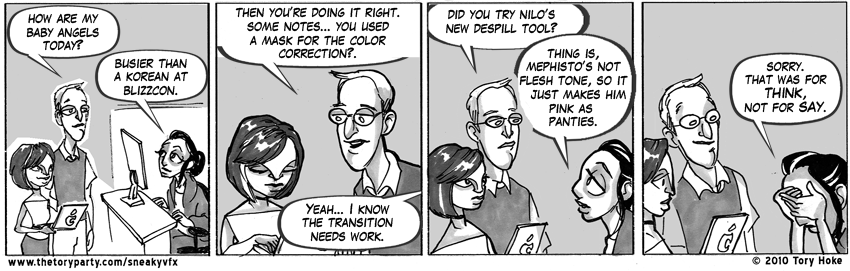 HOW ARE MY
BABY ANGELS
TODAY?
BUSIER THAN
A KOREAN AT
BLIZZCON.
THEN YOU'RE DOING IT RIGHT.
SOME NOTES... YOU USED
A MASK FOR THE COLOR
CORRECTION?.
YEAH... I KNOW
THE TRANSITION
NEEDS WORK.
DID YOU TRY NILO'S
NEW DESPILL TOOL?
THING IS,
MEPHISTO'S NOT
FLESH TONE, SO IT
JUST MAKES HIM
PINK AS
PANTIES.
SORRY.
THAT WAS FOR
THINK,
NOT FOR SAY.
www.thetoryparty.com/sneakyvfx
© 2010 Tory Hoke